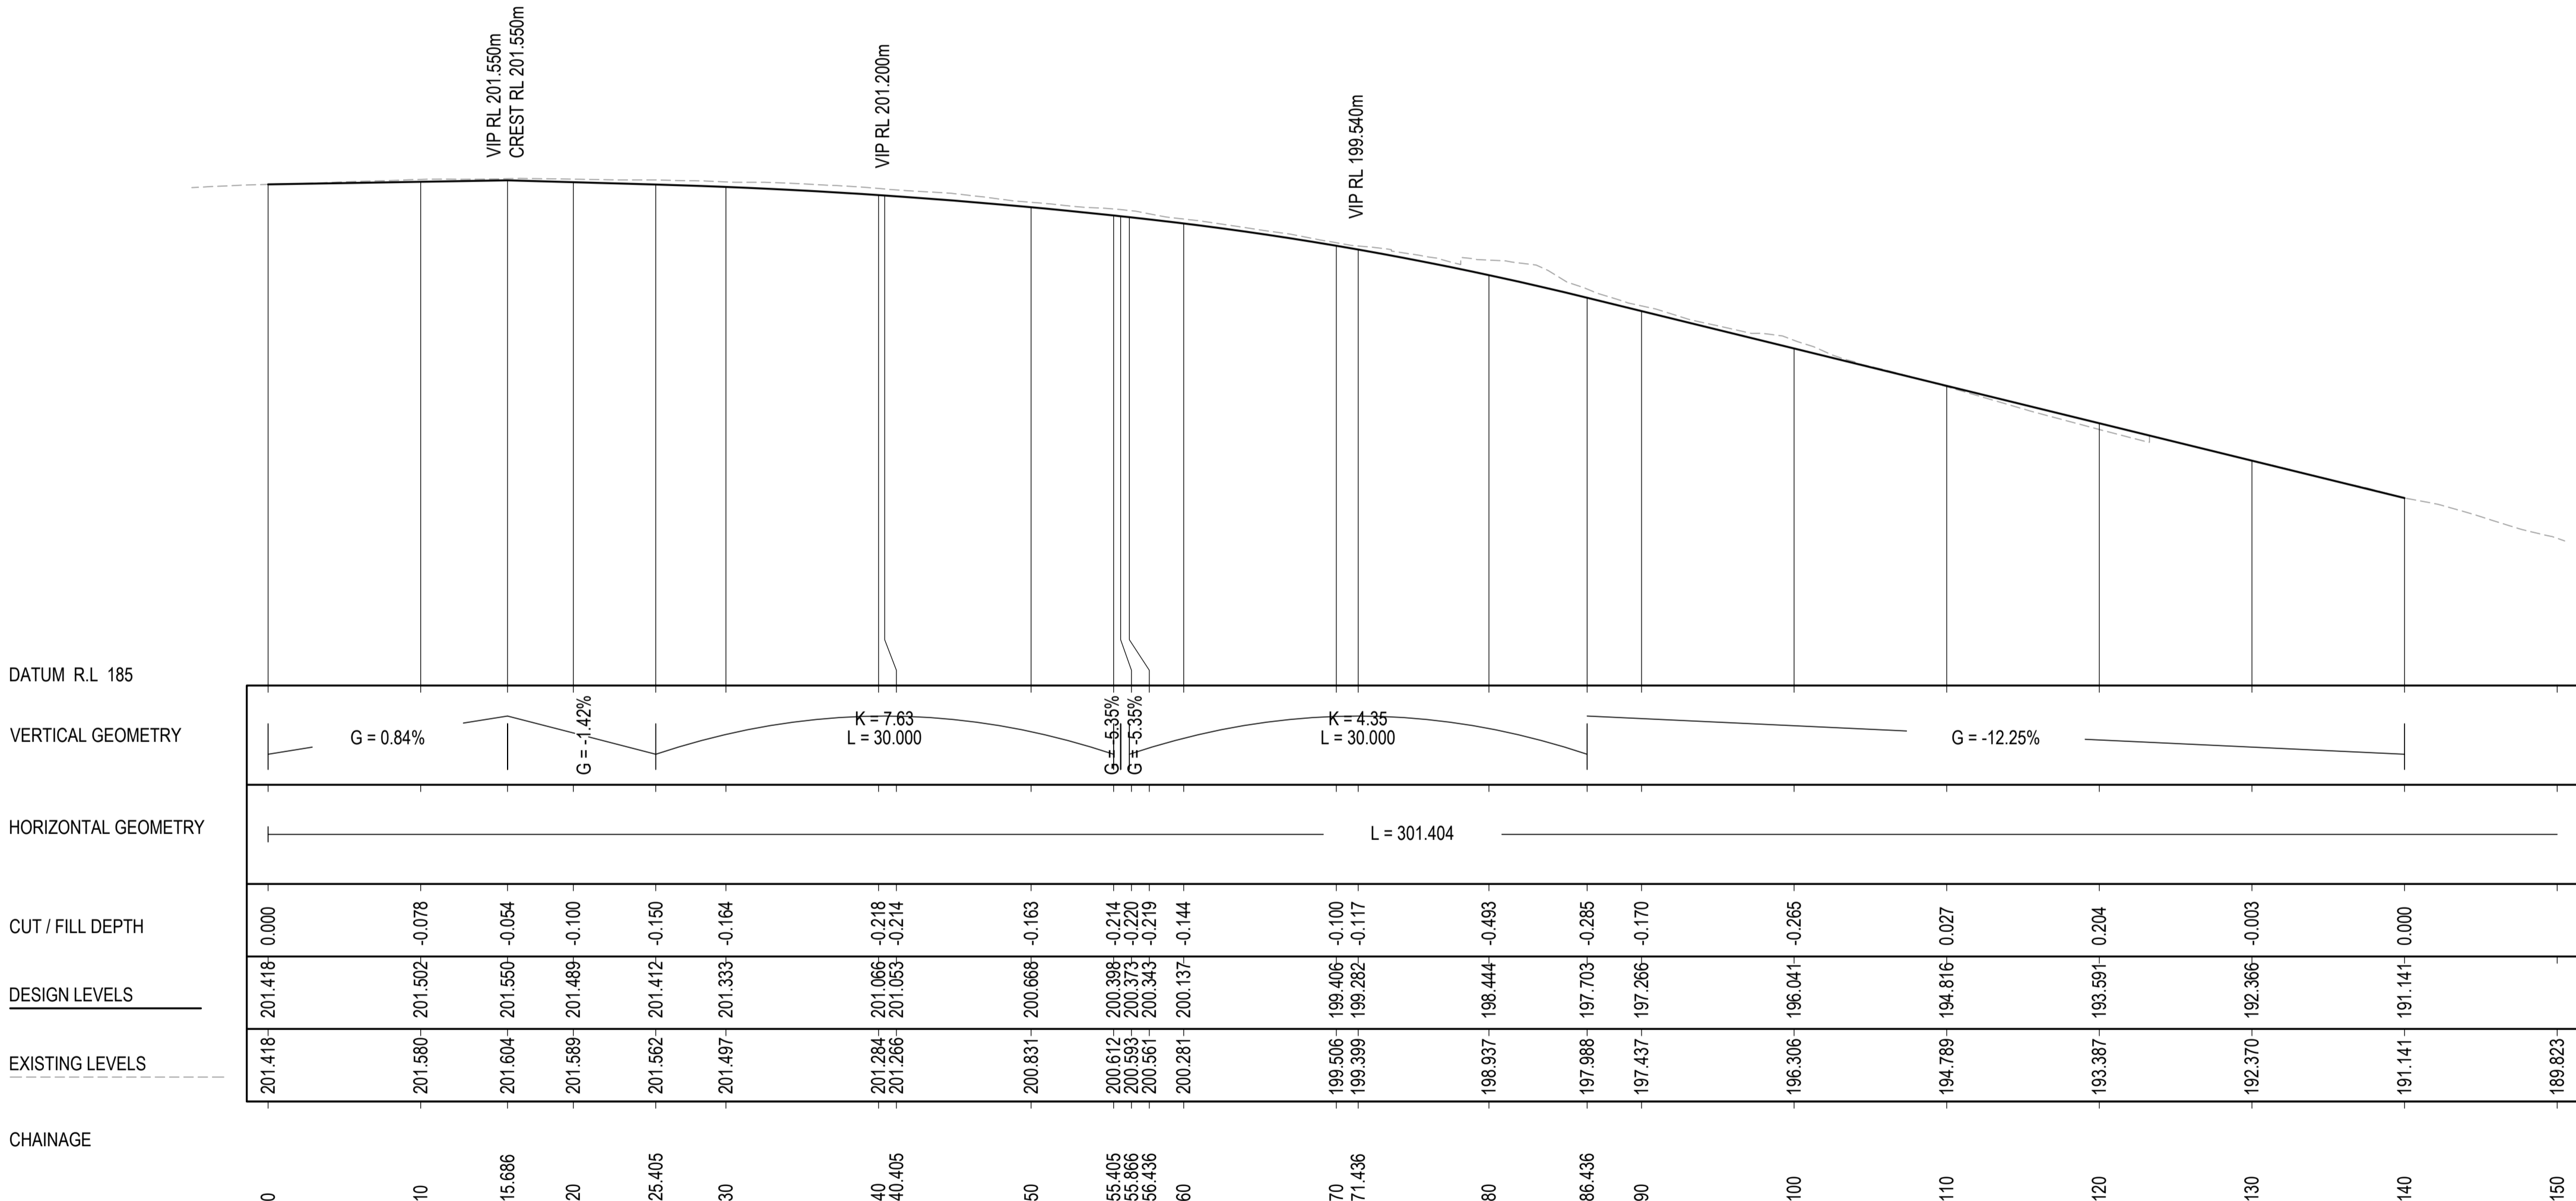 VIP RL 201.550m
CREST RL 201.550m
VIP RL 201.200m
VIP RL 199.540m
DATUM R.L 185
VERTICAL GEOMETRY
G = 0.84%
G = -1.42%
K = 7.63
L = 30.000
G = -5.35%
G = -5.35%
K = 4.35
L = 30.000
G = -12.25%
HORIZONTAL GEOMETRY
L = 301.404
CUT / FILL DEPTH
0.000 -0.078 -0.054 -0.100 -0.150 -0.164 -0.218 -0.214 -0.163 -0.214 -0.220 -0.219 -0.144 -0.100 -0.117 -0.493 -0.285 -0.170 -0.265 0.027 0.204 -0.003 0.000
DESIGN LEVELS
201.418 201.502 201.550 201.489 201.412 201.333 201.066 201.053 200.668 200.398 200.373 200.343 200.137 199.406 199.282 198.444 197.703 197.266 196.041 194.816 193.591 192.366 191.141
EXISTING LEVELS
201.418 201.580 201.604 201.589 201.562 201.497 201.284 201.266 200.831 200.612 200.593 200.561 200.281 199.506 199.399 198.937 197.988 197.437 196.306 194.789 193.387 192.370 191.141 189.823
CHAINAGE
0 10 15.686 20 25.405 30 40 40.405 50 55.405 55.866 56.436 60 70 71.436 80 86.436 90 100 110 120 130 140 150